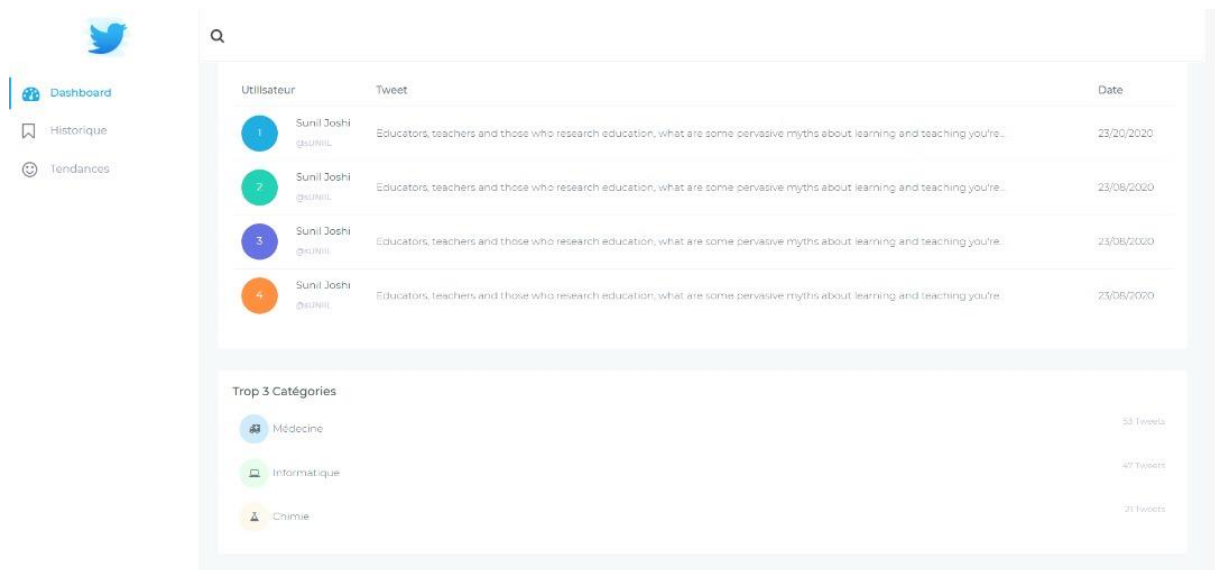 Dashboard
Historique
Tendances
Utilisateur Tweet Date
1 Sunil Joshi Educators, teachers and those who research education, what are some pervasive myths about learning and teaching you're... 23/20/2020
@sUNIIL
2 Sunil Joshi Educators, teachers and those who research education, what are some pervasive myths about learning and teaching you're... 23/08/2020
@sUNIIL
3 Sunil Joshi Educators, teachers and those who research education, what are some pervasive myths about learning and teaching you're... 23/08/2020
@sUNIIL
4 Sunil Joshi Educators, teachers and those who research education, what are some pervasive myths about learning and teaching you're... 23/08/2020
@sUNIIL
Trop 3 Catégories
Médecine 53 Tweets
Informatique 47 Tweets
Chimie 21 Tweets